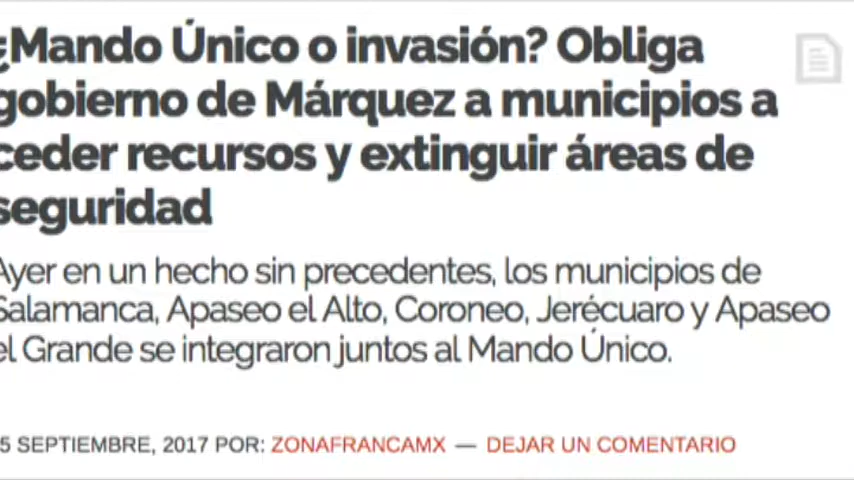 ¿Mando Único o invasión? Obliga
gobierno de Márquez a municipios a
ceder recursos y extinguir áreas de
seguridad
Ayer en un hecho sin precedentes, los municipios de
Salamanca, Apaseo el Alto, Coroneo, Jerécuaro y Apaseo
el Grande se integraron juntos al Mando Único.
5 SEPTIEMBRE, 2017 POR: ZONAFRANCAMX — DEJAR UN COMENTARIO